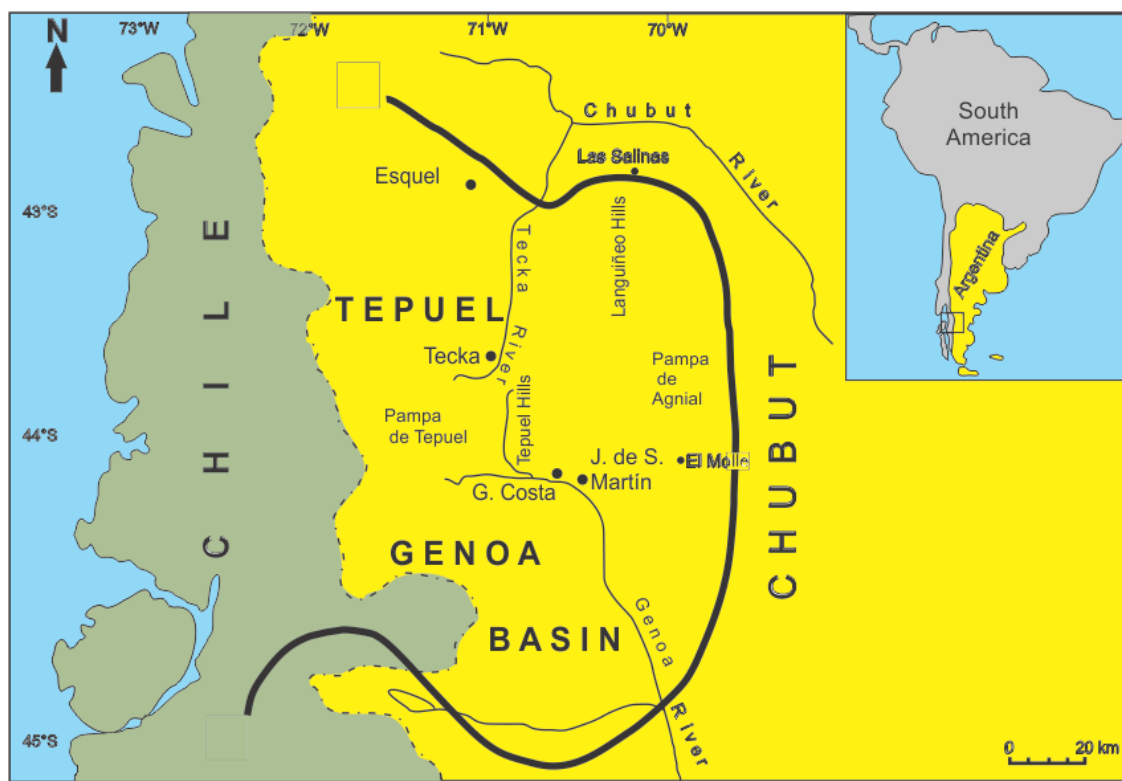 73°W
72°W
71°W
70°W
N
43°S
44°S
45°S
CHILE
Esquel
Chubut
River
Las Salinas
Languiñeo Hills
Tecka
River
TEPUEL
Tecka
Pampa
de Tepuel
Tepuel Hills
Pampa
de
Agnial
J. de S.
Martín
G. Costa
El Molle
CHUBUT
GENOA
BASIN
Genoa
River
0 20 km
South
America
Argentina